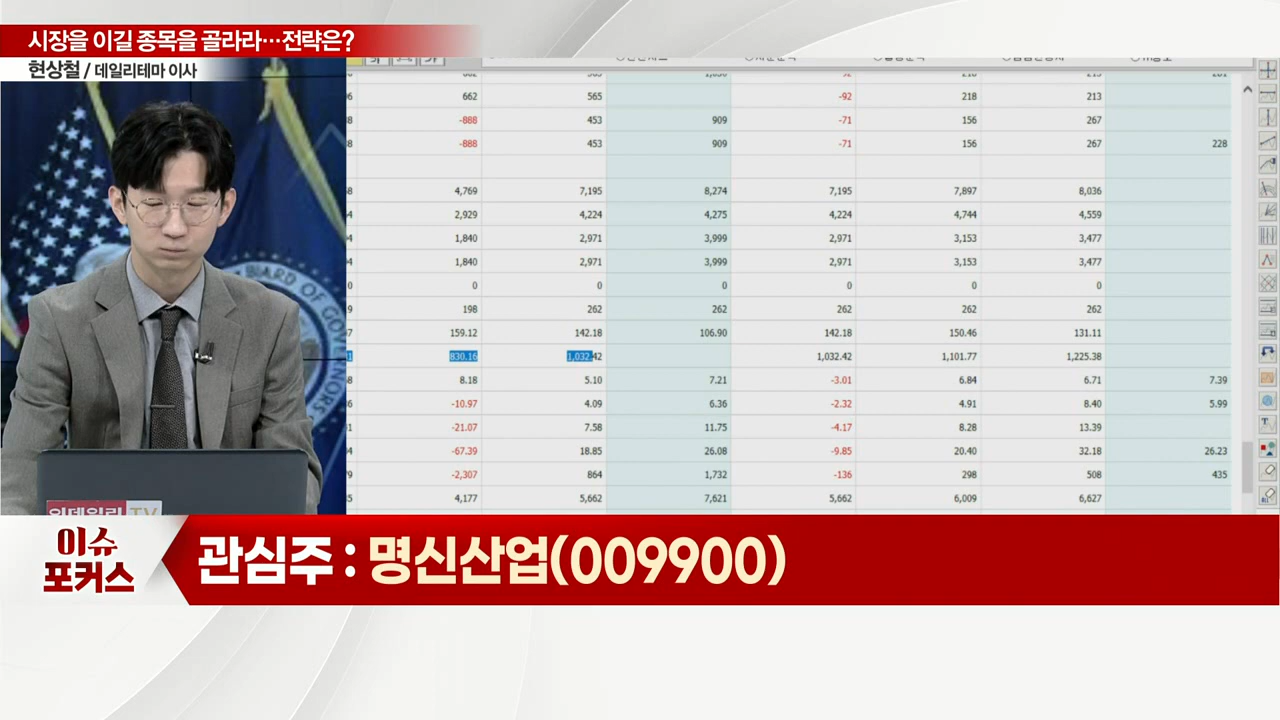 시장을 이길 종목을 골라라…전략은?
현상철 / 데일리테마 이사
662 565 -92 218 213
-888 453 909 -71 156 267
-888 453 909 -71 156 267 228
4,769 7,195 8,274 7,195 7,897 8,036
2,929 4,224 4,275 4,224 4,744 4,559
1,840 2,971 3,999 2,971 3,153 3,477
1,840 2,971 3,999 2,971 3,153 3,477
0 0 0 0 0 0
198 262 262 262 262 262
159.12 142.18 106.90 142.18 150.46 131.11
830.16 1,032.42 1,032.42 1,101.77 1,225.38
8.18 5.10 7.21 -3.01 6.84 6.71 7.39
-10.97 4.09 6.36 -2.32 4.91 8.40 5.99
-21.07 7.58 11.75 -4.17 8.28 13.39
-67.39 18.85 26.08 -9.85 20.40 32.18 26.23
-2,307 864 1,732 -136 298 508 435
4,177 5,662 7,621 5,662 6,009 6,627
BOARD OF GOVERNORS
이데일리 TV
이슈
포커스
관심주 : 명신산업(009900)